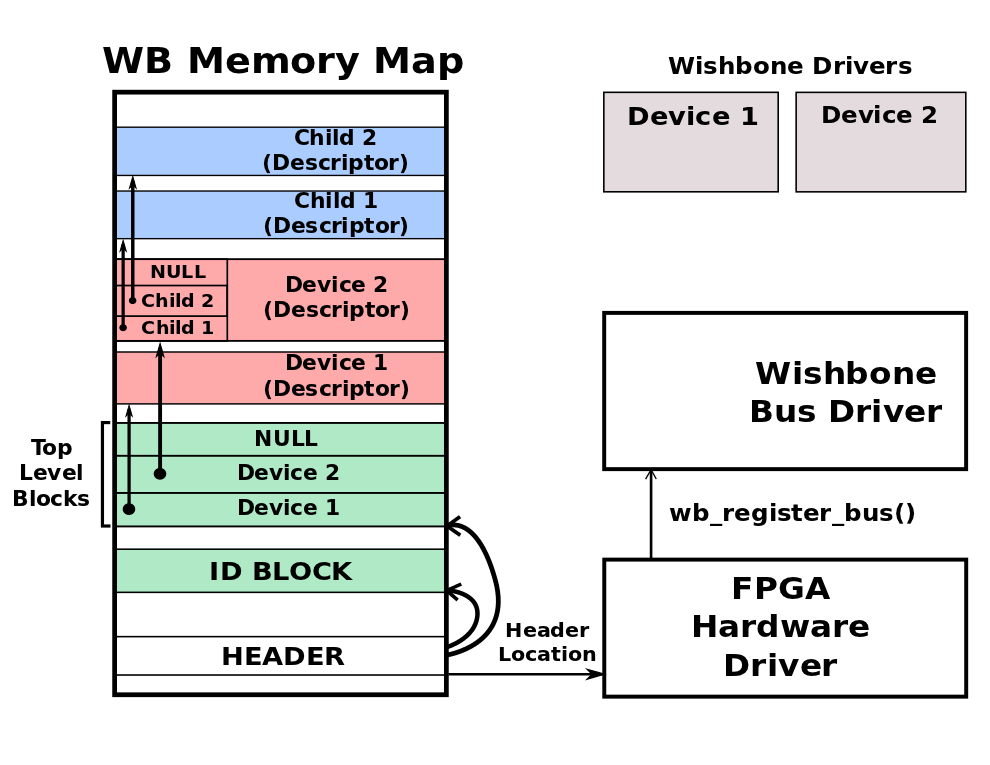 WB Memory Map
Child 2
(Descriptor)
Child 1
(Descriptor)
NULL
Child 2
Child 1
Device 2
(Descriptor)
Device 1
(Descriptor)
Top
Level
Blocks
NULL
Device 2
Device 1
ID BLOCK
HEADER
Header
Location
Wishbone Drivers
Device 1
Device 2
Wishbone
Bus Driver
wb_register_bus()
FPGA
Hardware
Driver